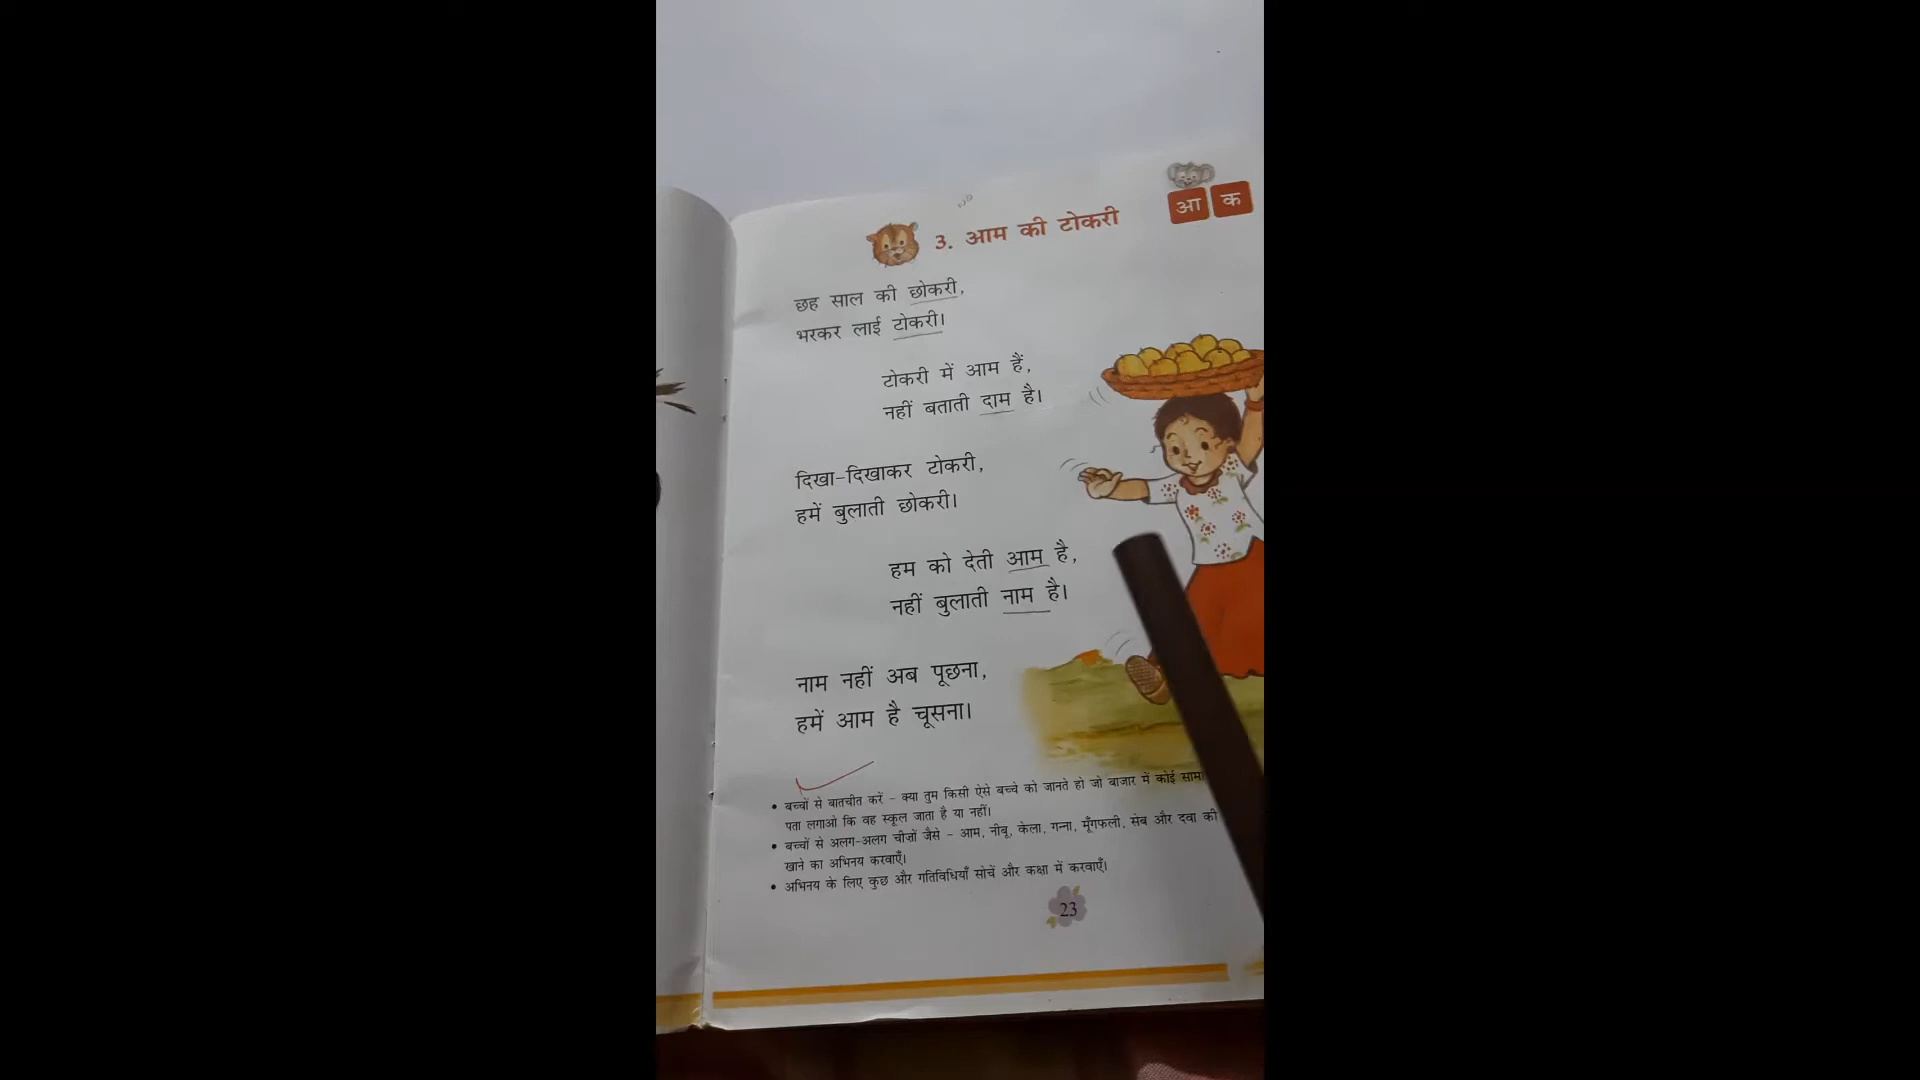 आ क
3. आम की टोकरी
छह साल की छोकरी,
भरकर लाई टोकरी।
टोकरी में आम हैं,
नहीं बताती दाम है।
दिखा-दिखाकर टोकरी,
हमें बुलाती छोकरी।
हम को देती आम है,
नहीं बुलाती नाम है।
नाम नहीं अब पूछना,
हमें आम है चूसना।
• बच्चों से बातचीत करें - क्या तुम किसी ऐसे बच्चे को जानते हो जो बाजार में कोई
पता लगाओ कि वह स्कूल जाता है या नहीं।
• बच्चों से अलग-अलग चीज़ों जैसे - आम, नीबू, केला, गन्ना, मूँगफली, सेब और दवा की
खाने का अभिनय करवाएँ।
• अभिनय के लिए कुछ और गतिविधियाँ सोचें और कक्षा में करवाएँ।
23